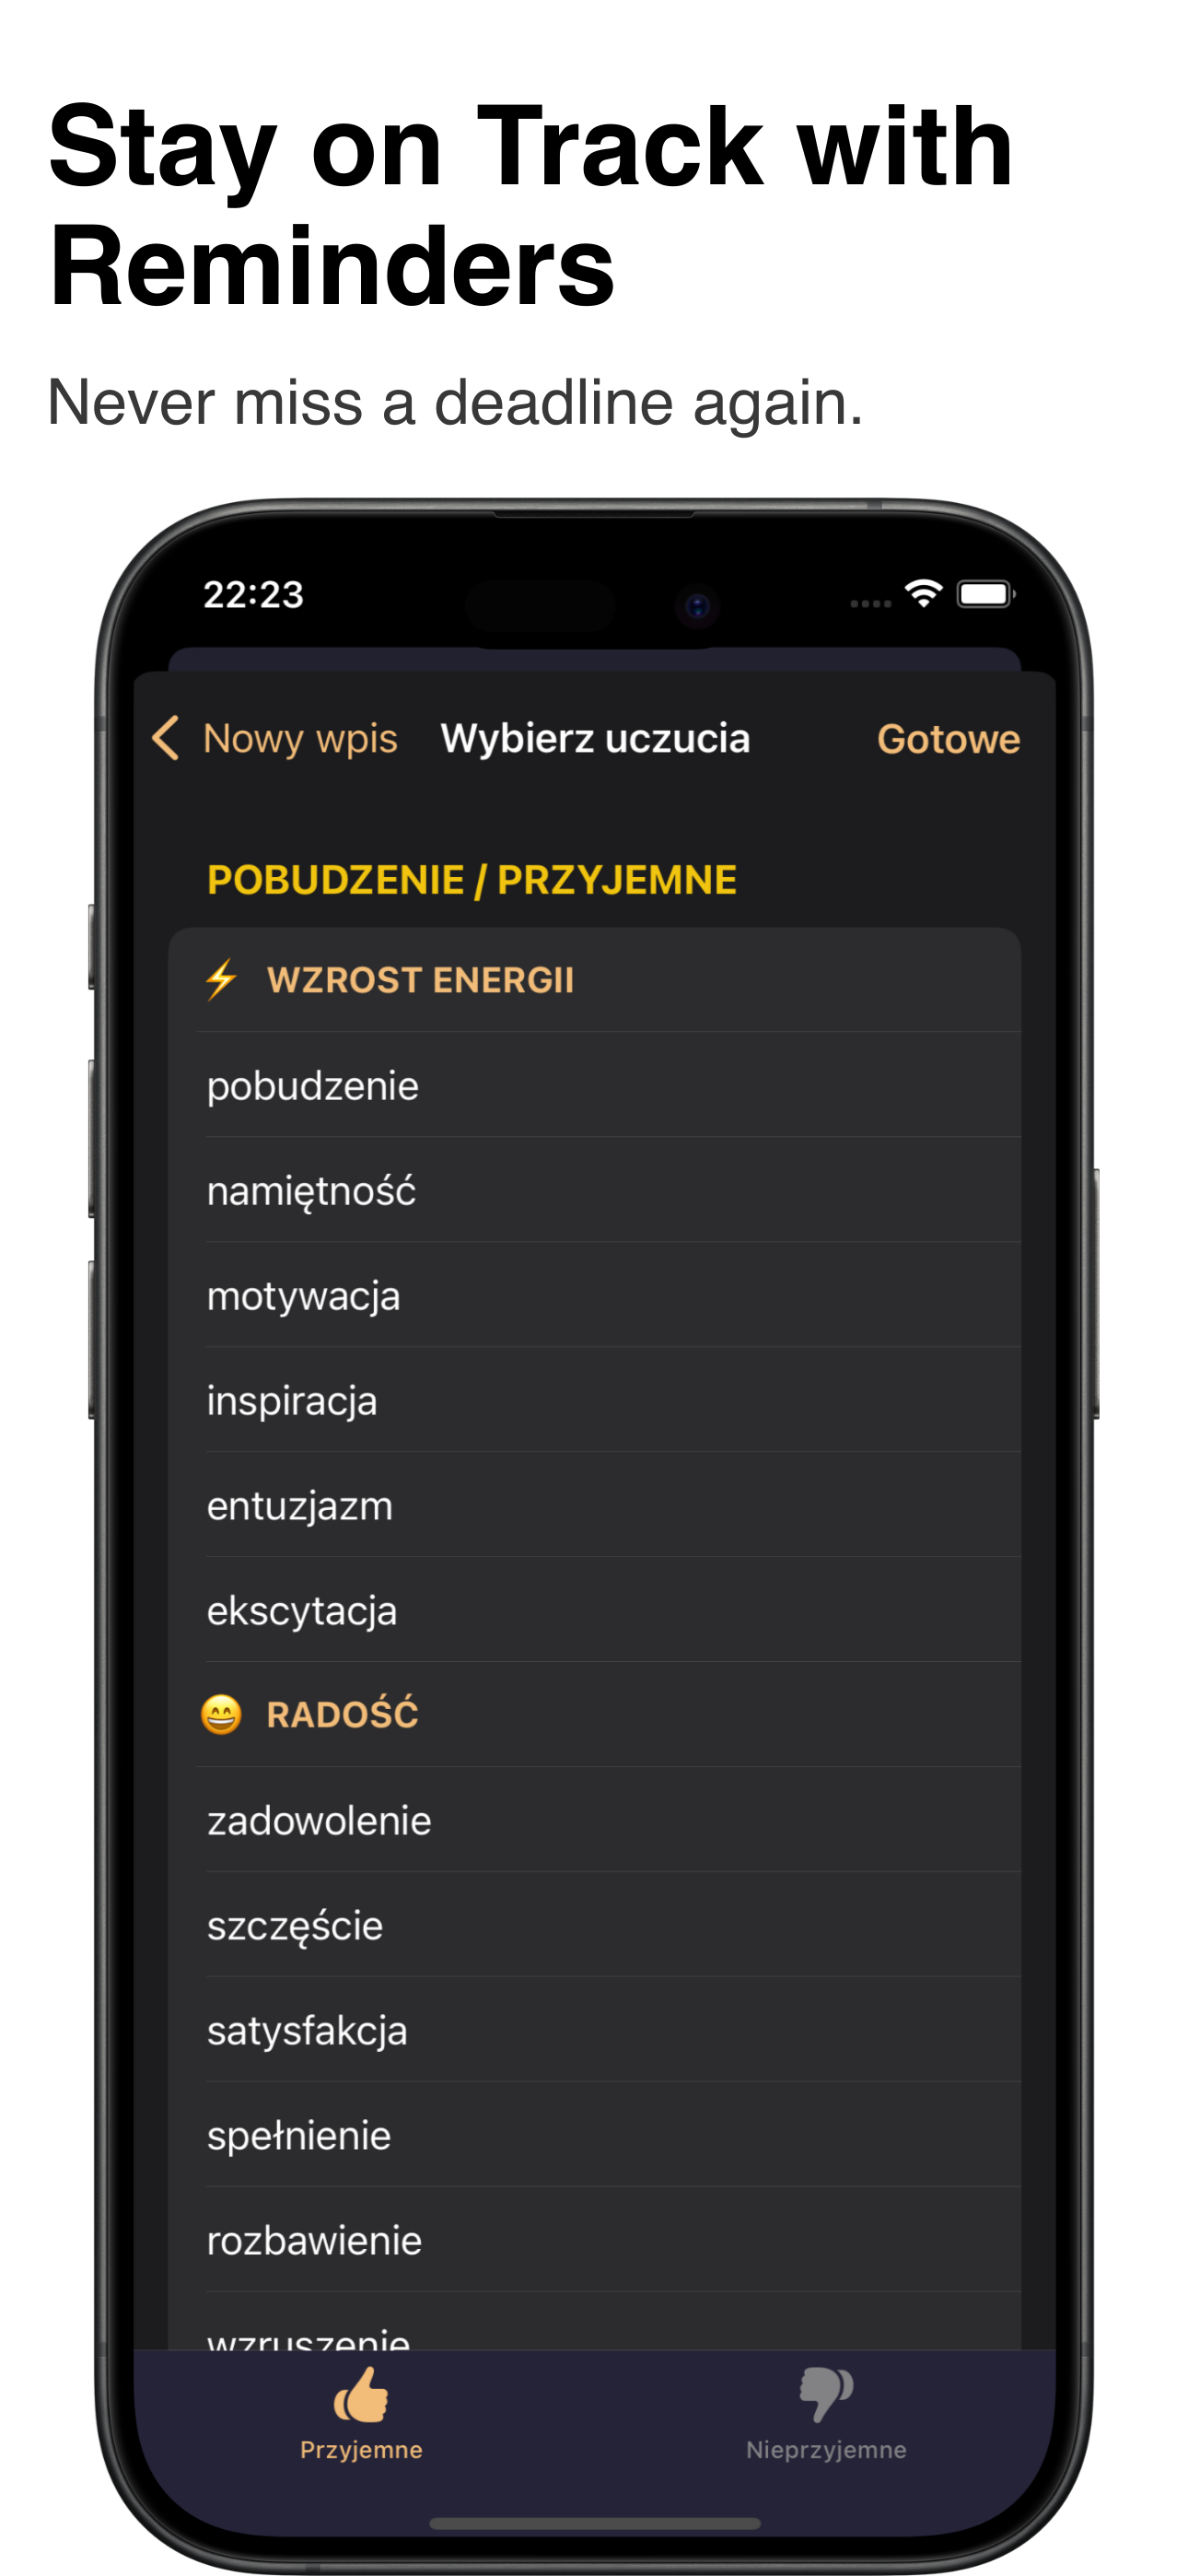 Stay on Track with
Reminders
Never miss a deadline again.
22:23
Nowy wpis Wybierz uczucia Gotowe
POBUDZENIE / PRZYJEMNE
⚡ WZROST ENERGII
pobudzenie
namiętność
motywacja
inspiracja
entuzjazm
ekscytacja
😄 RADOŚĆ
zadowolenie
szczęście
satysfakcja
spełnienie
rozbawienie
wzruszenie
Przyjemne Nieprzyjemne